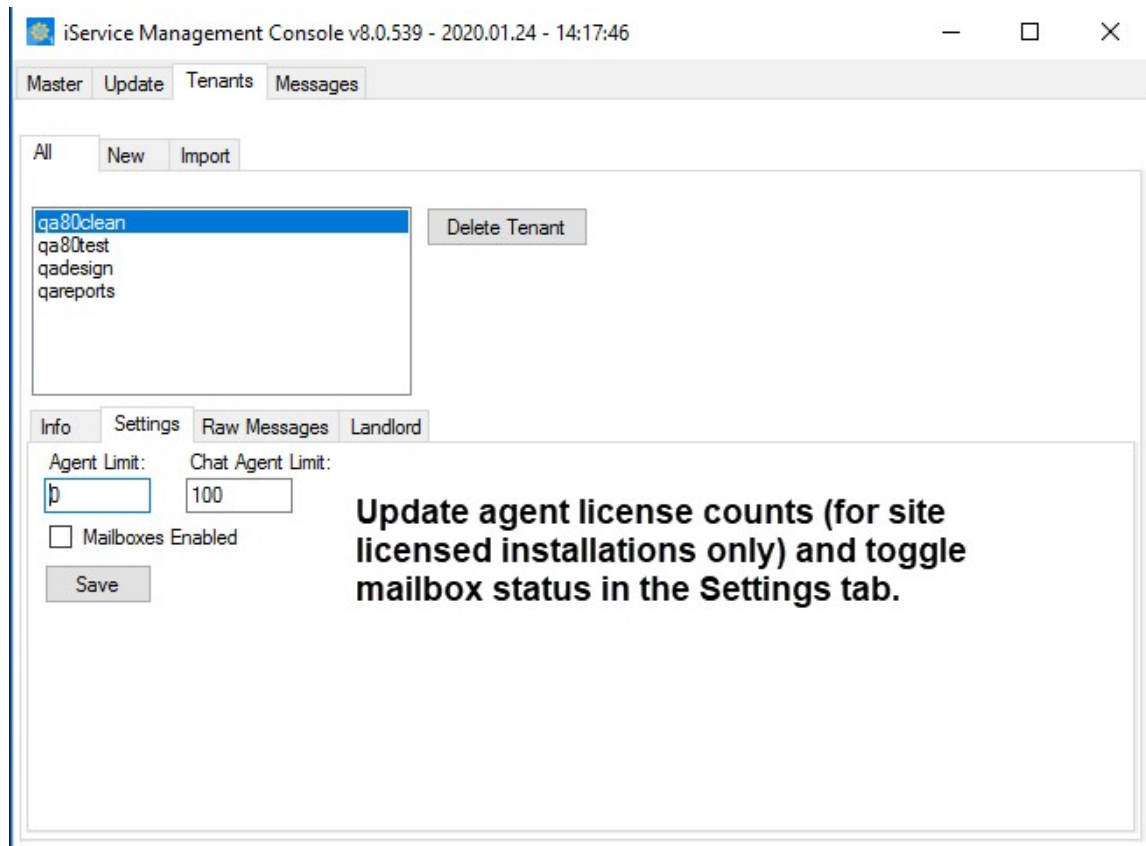 iService Management Console v8.0.539 - 2020.01.24 - 14:17:46
Master Update Tenants Messages
All New Import
qa80clean
Delete Tenant
qa80test
qadesign
qareports
Info Settings Raw Messages Landlord
Agent Limit: Chat Agent Limit:
0 100
Mailboxes Enabled
Save
Update agent license counts (for site
licensed installations only) and toggle
mailbox status in the Settings tab.